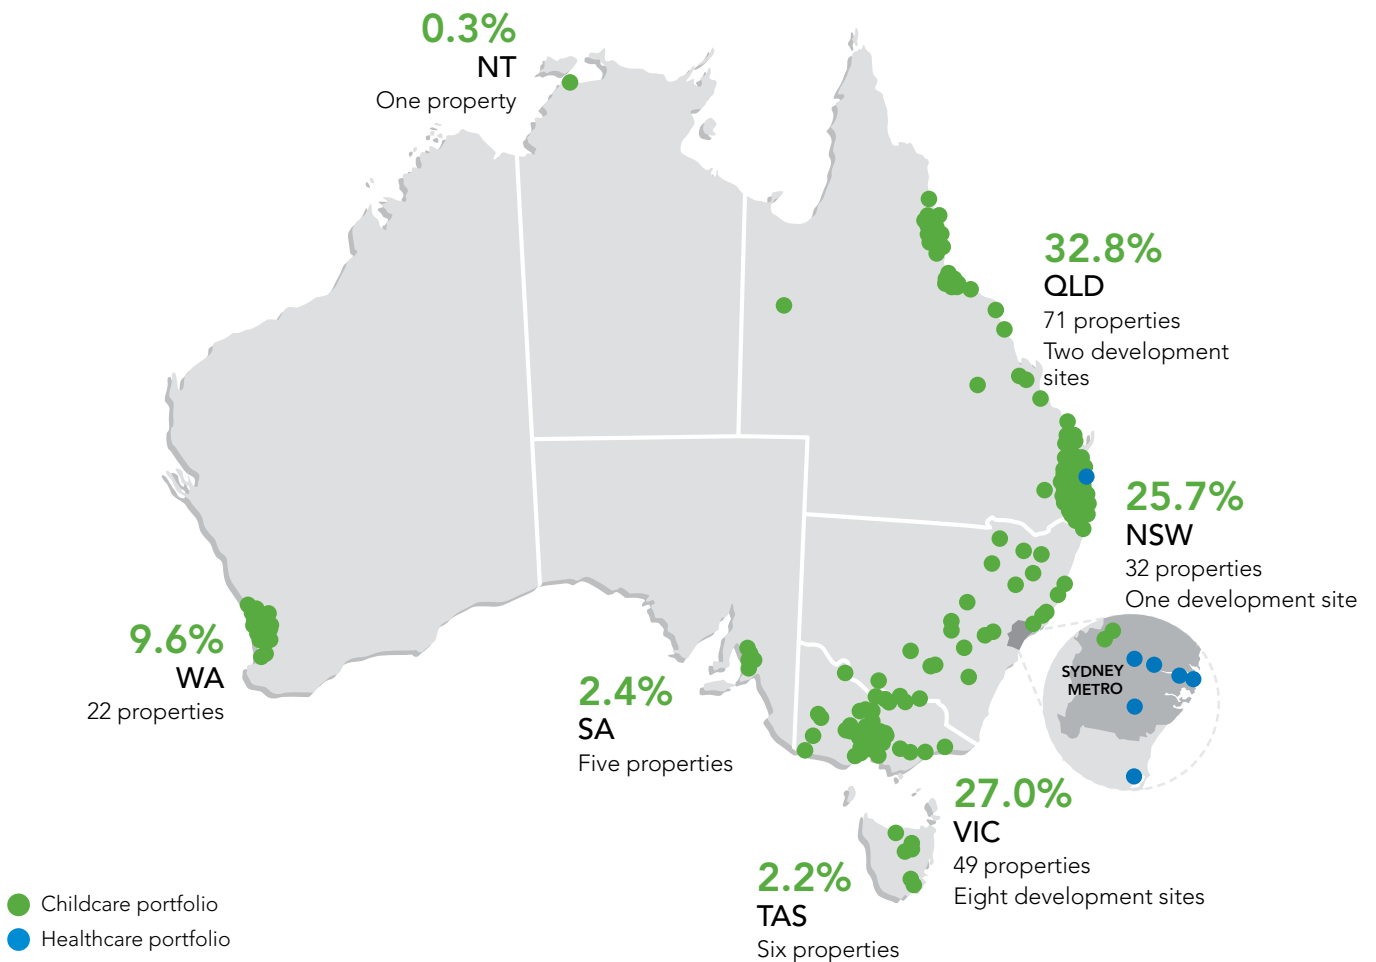 0.3%
NT
One property
32.8%
QLD
71 properties
Two development
sites
25.7%
NSW
32 properties
One development site
SYDNEY
METRO
9.6%
WA
22 properties
2.4%
SA
Five properties
27.0%
VIC
49 properties
Eight development sites
2.2%
TAS
Six properties
Childcare portfolio
Healthcare portfolio